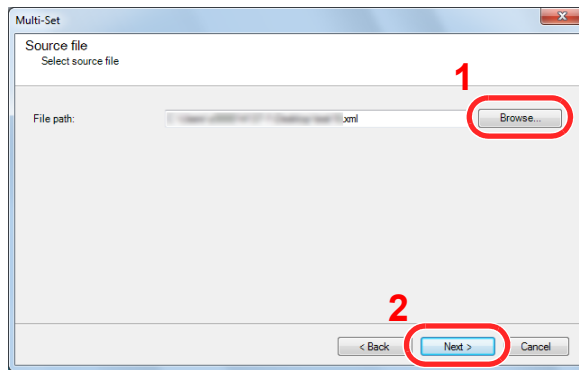 Multi-Set
Source file
Select source file
1
File path:
.xml
Browse...
2
< Back
Next >
Cancel